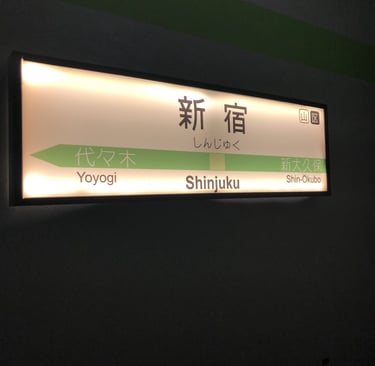 新宿
山 区
しんじゅく
代々木
新大久保
Yoyogi
Shinjuku
Shin-Ōkubo